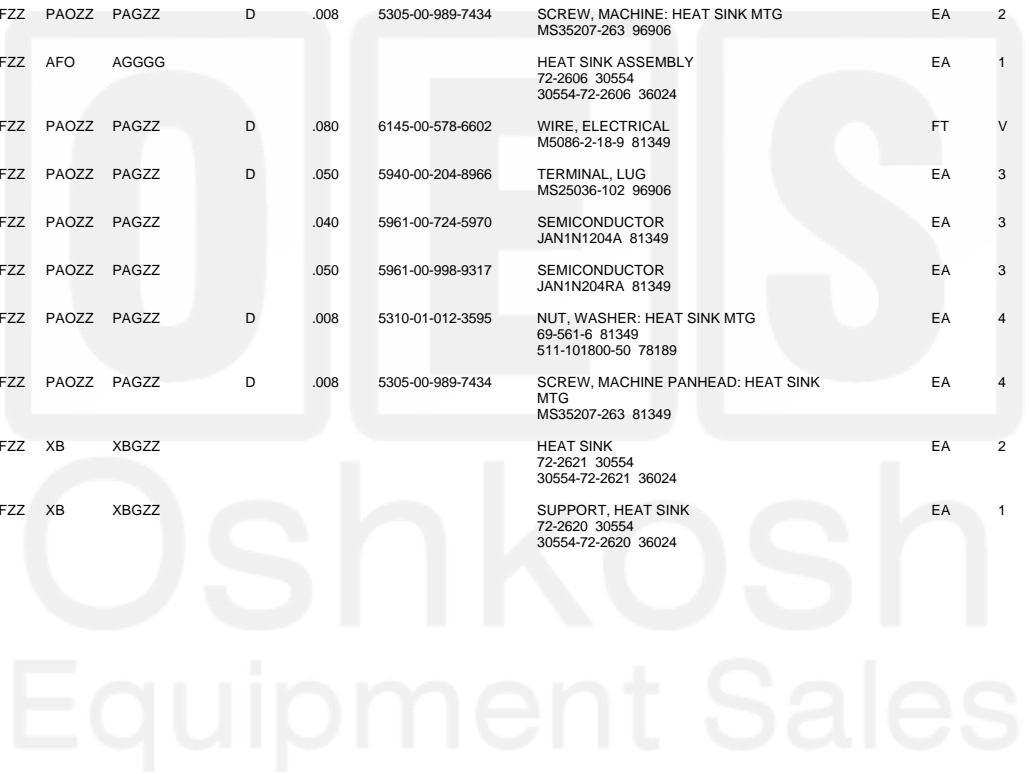 FZZ PAOZZ PAGZZ D .008 5305-00-989-7434 SCREW, MACHINE: HEAT SINK MTG EA 2
MS35207-263 96906
FZZ AFO AGGGG HEAT SINK ASSEMBLY EA 1
72-2606 30554
30554-72-2606 36024
FZZ PAOZZ PAGZZ D .080 6145-00-578-6602 WIRE, ELECTRICAL FT V
M5086-2-18-9 81349
FZZ PAOZZ PAGZZ D .050 5940-00-204-8966 TERMINAL, LUG EA 3
MS25036-102 96906
FZZ PAOZZ PAGZZ .040 5961-00-724-5970 SEMICONDUCTOR EA 3
JAN1N1204A 81349
FZZ PAOZZ PAGZZ .050 5961-00-998-9317 SEMICONDUCTOR EA 3
JAN1N204RA 81349
FZZ PAOZZ PAGZZ D .008 5310-01-012-3595 NUT, WASHER: HEAT SINK MTG EA 4
69-561-6 81349
511-101800-50 78189
FZZ PAOZZ PAGZZ D .008 5305-00-989-7434 SCREW, MACHINE PANHEAD: HEAT SINK EA 4
MTG
MS35207-263 81349
FZZ XB XBGZZ HEAT SINK EA 2
72-2621 30554
30554-72-2621 36024
FZZ XB XBGZZ SUPPORT, HEAT SINK EA 1
72-2620 30554
30554-72-2620 36024
OES
Oshkosh
Equipment Sales